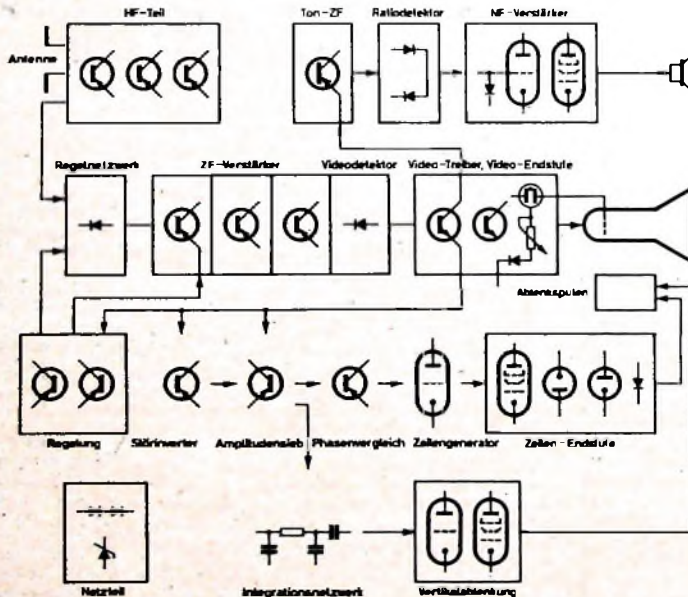 HF-Teil
Ton-ZF
Ratiodetektor
NF-Verstärker
Antenne
Regelnetzwerk
ZF-Verstärker
Videodetektor
Video-Treiber, Video-Endstufe
Ablenkspulen
Regelung
Störinverter
Amplitudensieb
Phasenvergleich
Zeilengenerator
Zeilen-Endstufe
Netzteil
Integrationsnetzwerk
Vertikalablenkung